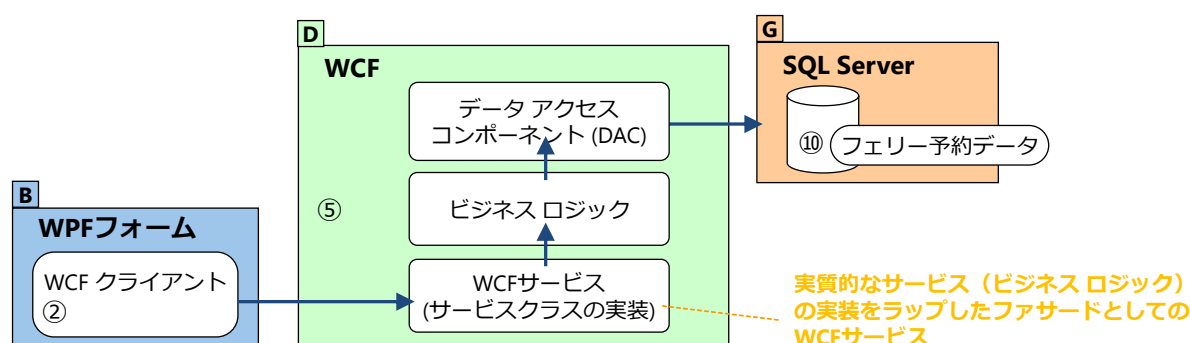 D
WCF
データ アクセス
コンポーネント (DAC)
⑤
ビジネス ロジック
WCFサービス
(サービスクラスの実装)
G
SQL Server
⑩
フェリー予約データ
B
WPFフォーム
WCF クライアント
②
実質的なサービス（ビジネス ロジック）
の実装をラップしたファサードとしての
WCFサービス